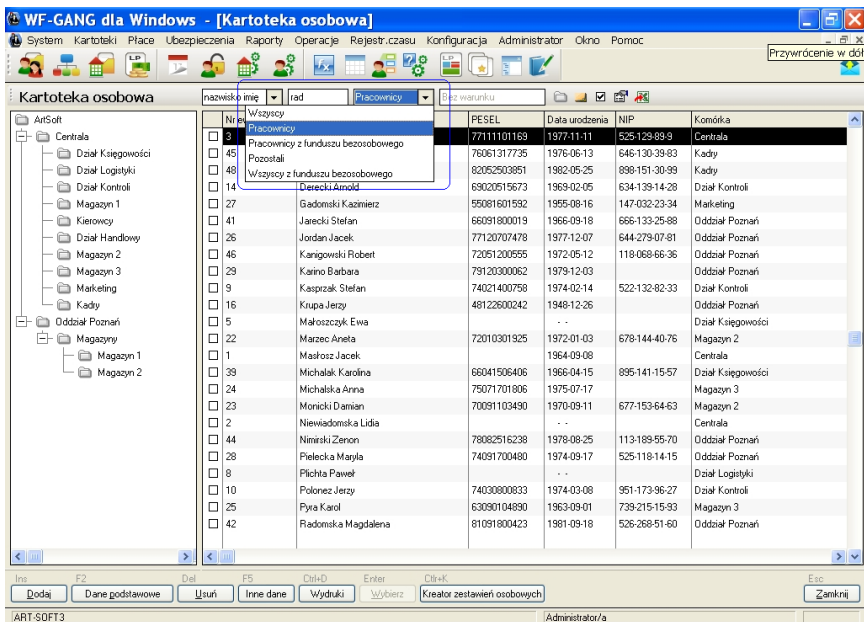 WF-GANG dla Windows - [Kartoteka osobowa]
System Kartoteki Płace Ubezpieczenia Raporty Operacje Rejestr.czasu Konfiguracja Administrator Okno Pomoc
Przywrócenie w dół
Kartoteka osobowa nazwisko imię rad Pracownicy Bez warunku
Wszyscy
Pracownicy
Pracownicy z funduszu bezosobowego
Pozostali
Wszyscy z funduszu bezosobowego
ArtSoft
Centrala
Dział Księgowości
Dział Logistyki
Dział Kontroli
Magazyn 1
Kierowcy
Dział Handlowy
Magazyn 2
Magazyn 3
Marketing
Kadry
Oddział Poznań
Magazyny
Magazyn 1
Magazyn 2
Nr PESEL Data urodzenia NIP Komórka
3 77111101169 1977-11-11 525-129-89-9 Centrala
45 76061317735 1976-06-13 646-130-39-83 Kadry
48 82052503851 1982-05-25 898-151-30-99 Kadry
14 Derecki Arnold 69020515673 1969-02-05 634-139-14-28 Dział Kontroli
27 Gadomski Kazimierz 55081601592 1955-08-16 147-032-23-34 Marketing
41 Jarecki Stefan 66091800019 1966-09-18 666-133-25-88 Oddział Poznań
26 Jordan Jacek 77120707478 1977-12-07 644-279-07-81 Oddział Poznań
46 Kanigowski Robert 72051200555 1972-05-12 118-068-66-36 Oddział Poznań
29 Karino Barbara 79120300062 1979-12-03 Oddział Poznań
9 Kasprzak Stefan 74021400758 1974-02-14 522-132-82-33 Dział Kontroli
16 Krupa Jerzy 48122600242 1948-12-26 Oddział Poznań
5 Małoszczyk Ewa - - Dział Księgowości
22 Marzec Aneta 72010301925 1972-01-03 678-144-40-76 Magazyn 2
1 Masłosz Jacek 1964-09-08 Centrala
39 Michalak Karolina 66041506406 1966-04-15 895-141-15-57 Dział Księgowości
24 Michalska Anna 75071701806 1975-07-17 Magazyn 3
23 Monicki Damian 70091103490 1970-09-11 677-153-64-63 Magazyn 2
2 Niewiadomska Lidia - - Centrala
44 Nimirski Zenon 78082516238 1978-08-25 113-189-55-70 Oddział Poznań
28 Pielecka Maryla 74091700480 1974-09-17 525-118-14-15 Oddział Poznań
8 Plichta Paweł - - Dział Logistyki
10 Polonez Jerzy 74030800833 1974-03-08 951-173-96-27 Dział Kontroli
25 Pyra Karol 63090104890 1963-09-01 739-215-15-93 Magazyn 3
42 Radomska Magdalena 81091800423 1981-09-18 526-268-51-60 Oddział Poznań
Ins F2 Del F5 Ctrl+D Enter Ctlr+K Esc
Dodaj Dane podstawowe Usuń Inne dane Wydruki Wybierz Kreator zestawień osobowych Zamknij
ART-SOFT3 Administrator/a